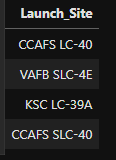 Launch_Site
CCAFS LC-40
VAFB SLC-4E
KSC LC-39A
CCAFS SLC-40